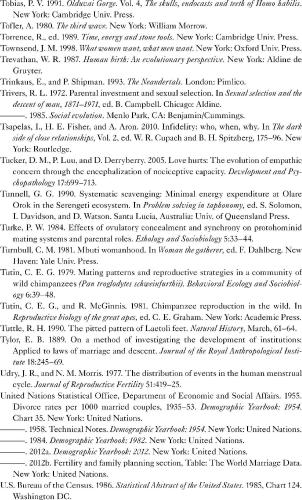 Tobias, P. V. 1991. Olduvai Gorge. Vol. 4, The skulls, endocasts and teeth of Homo habilis.
New York: Cambridge Univ. Press.
Tofler, A. 1980. The third wave. New York: William Morrow.
Torrence, R., ed. 1989. Time, energy and stone tools. New York: Cambridge Univ. Press.
Townsend, J. M. 1998. What women want, what men want. New York: Oxford Univ. Press.
Trevathan, W. R. 1987. Human birth: An evolutionary perspective. New York: Aldine de
Gruyter.
Trinkaus, E., and P. Shipman. 1993. The Neandertals. London: Pimlico.
Trivers, R. L. 1972. Parental investment and sexual selection. In Sexual selection and the
descent of man, 1871–1971, ed. B. Campbell. Chicago: Aldine.
———. 1985. Social evolution. Menlo Park, CA: Benjamin/Cummings.
Tsapelas, I., H. E. Fisher, and A. Aron. 2010. Infidelity: who, when, why. In The dark
side of close relationships, Vol. 2, ed. W. R. Cupach and B. H. Spitzberg, 175–96. New
York: Routledge.
Tucker, D. M., P. Luu, and D. Derryberry. 2005. Love hurts: The evolution of empathic
concern through the encephalization of nociceptive capacity. Development and Psy-
chopathology 17:699–713.
Tunnell, G. G. 1990. Systematic scavenging: Minimal energy expenditure at Olare
Orok in the Serengeti ecosystem. In Problem solving in taphonomy, ed. S. Solomon,
I. Davidson, and D. Watson. Santa Lucia, Australia: Univ. of Queensland Press.
Turke, P. W. 1984. Effects of ovulatory concealment and synchrony on protohominid
mating systems and parental roles. Ethology and Sociobiology 5:33–44.
Turnbull, C. M. 1981. Mbuti womanhood. In Woman the gatherer, ed. F. Dahlberg. New
Haven: Yale Univ. Press.
Tutin, C. E. G. 1979. Mating patterns and reproductive strategies in a community of
wild chimpanzees (Pan troglodytes schweinfurthii). Behavioral Ecology and Sociobiol-
ogy 6:39–48.
Tutin, C. E. G., and R. McGinnis. 1981. Chimpanzee reproduction in the wild. In
Reproductive biology of the great apes, ed. C. E. Graham. New York: Academic Press.
Tuttle, R. H. 1990. The pitted pattern of Laetoli feet. Natural History, March, 61–64.
Tylor, E. B. 1889. On a method of investigating the development of institutions:
Applied to laws of marriage and descent. Journal of the Royal Anthropological Insti-
tute 18:245–69.
Udry, J. R., and N. M. Morris. 1977. The distribution of events in the human menstrual
cycle. Journal of Reproductive Fertility 51:419–25.
United Nations Statistical Office, Department of Economic and Social Affairs. 1955.
Divorce rates per 1000 married couples, 1935–53. Demographic Yearbook: 1954.
Chart 35. New York: United Nations.
———. 1958. Technical Notes. Demographic Yearbook: 1954. New York: United Nations.
———. 1984. Demographic Yearbook: 1982. New York: United Nations.
———. 2012a. Demographic Yearbook: 2012. New York: United Nations.
———. 2012b. Fertility and family planning section, Table: The World Marriage Data.
New York: United Nations.
U.S. Bureau of the Census. 1986. Statistical Abstract of the United States. 1985, Chart 124.
Washington DC.